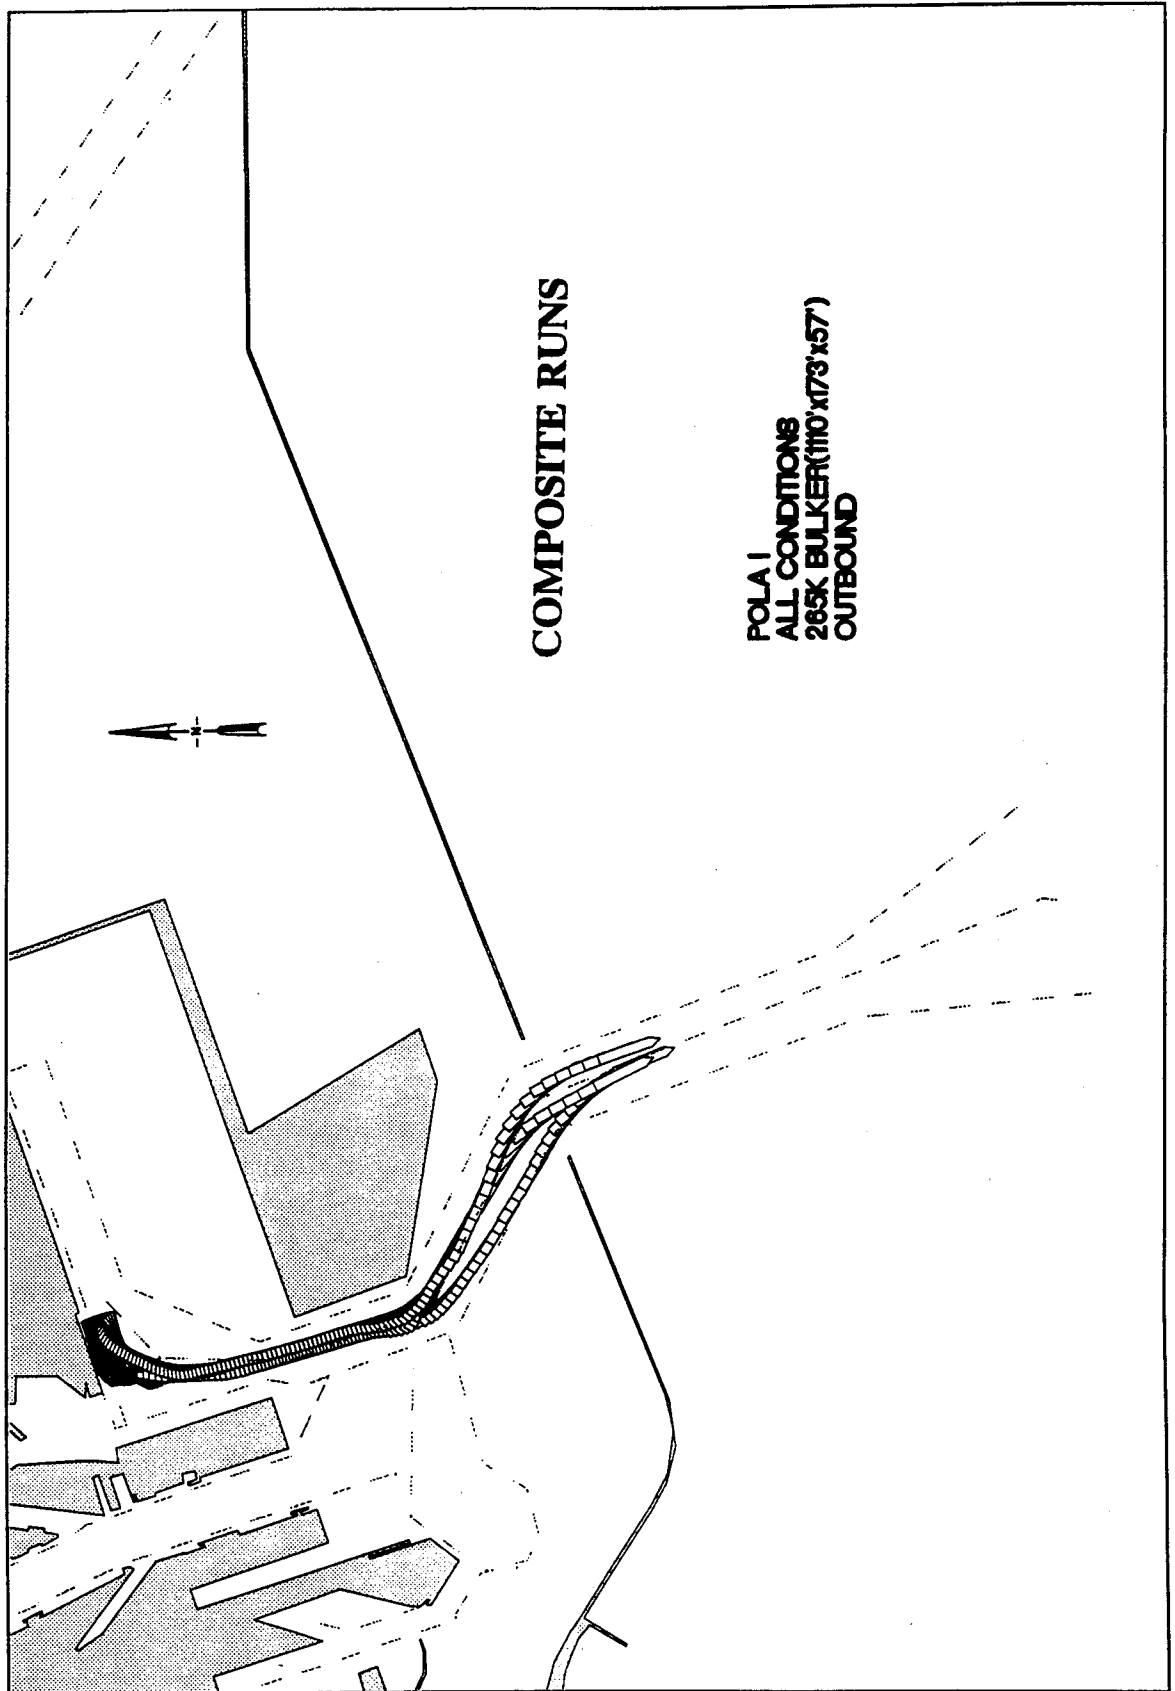 COMPOSITE RUNS
POLA I
ALL CONDITIONS
265K BULKER(1110'x173'x57')
OUTBOUND
N